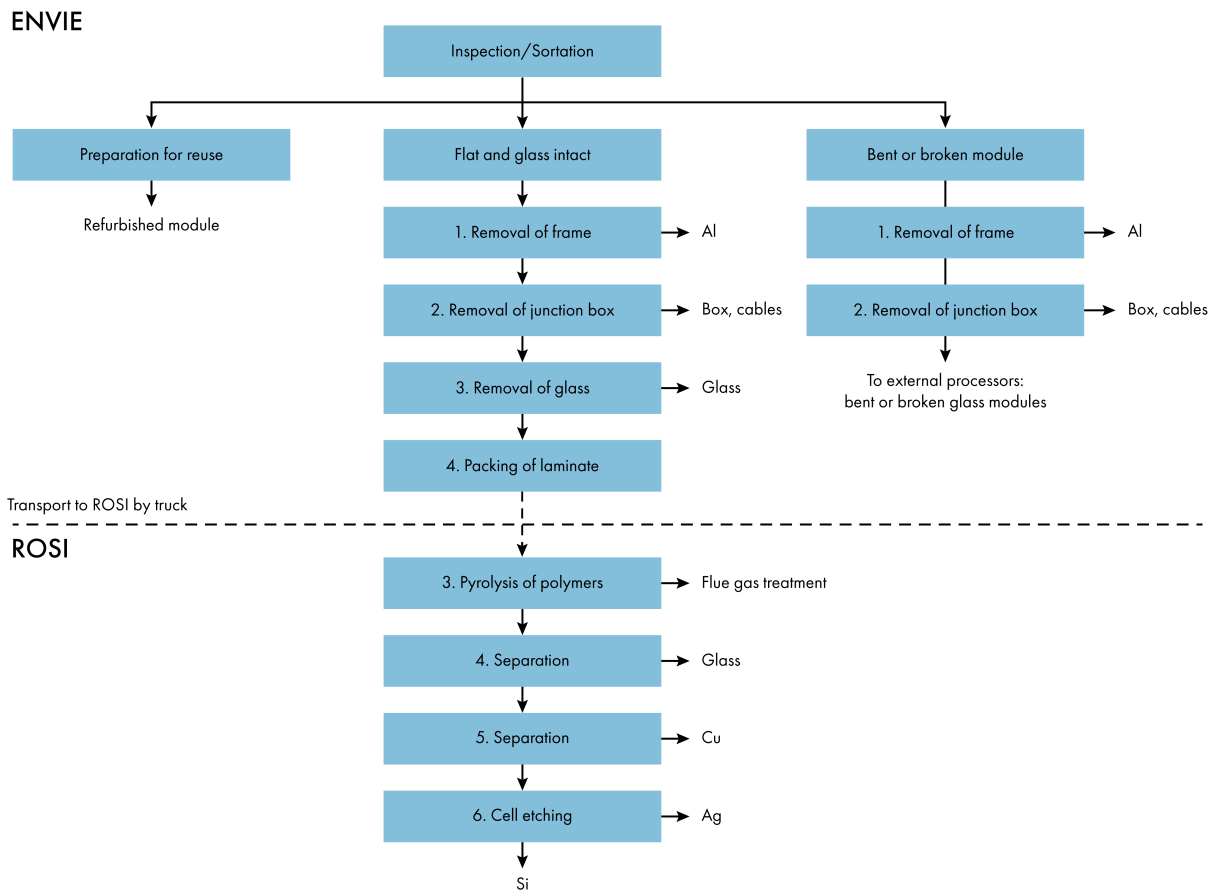 ENVIE
Inspection/Sortation
Preparation for reuse
Flat and glass intact
Bent or broken module
Refurbished module
1. Removal of frame
Al
1. Removal of frame
Al
2. Removal of junction box
Box, cables
2. Removal of junction box
Box, cables
3. Removal of glass
Glass
To external processors:
bent or broken glass modules
4. Packing of laminate
Transport to ROSI by truck
ROSI
3. Pyrolysis of polymers
Flue gas treatment
4. Separation
Glass
5. Separation
Cu
6. Cell etching
Ag
Si